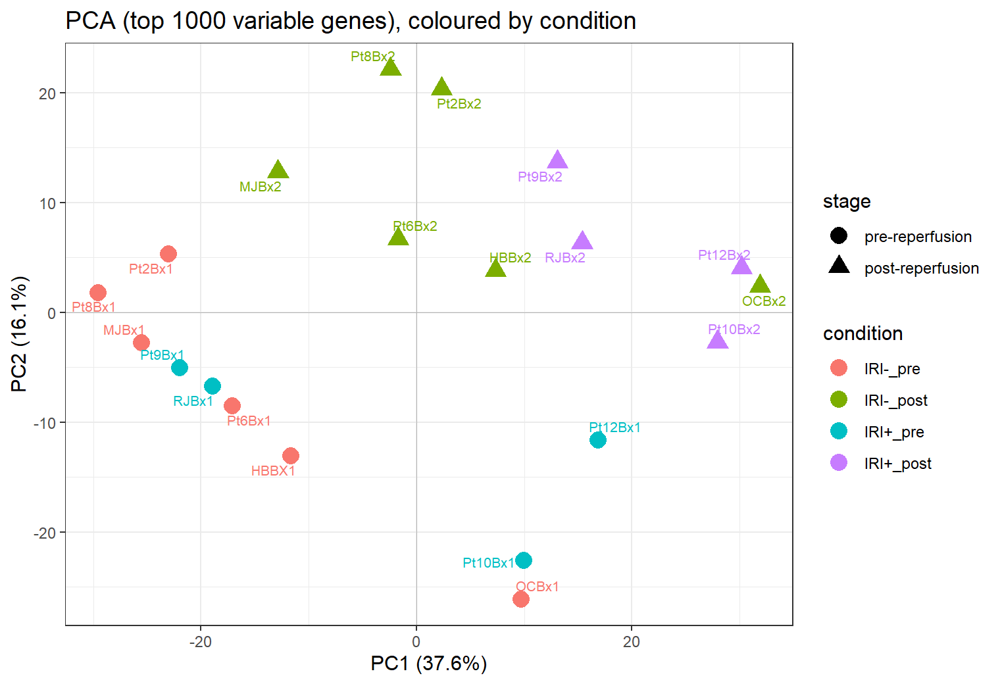 PCA (top 1000 variable genes), coloured by condition
Pt8Bx2
Pt2Bx2
Pt9Bx2
MJBx2
Pt6Bx2
HBBx2
RJBx2
Pt12Bx2
OCBx2
Pt10Bx2
Pt2Bx1
Pt8Bx1
MJBx1
Pt9Bx1
RJBx1
Pt6Bx1
HBBX1
Pt12Bx1
Pt10Bx1
OCBx1
20
10
0
-10
-20
PC2 (16.1%)
-20
0
20
PC1 (37.6%)
stage
pre-reperfusion
post-reperfusion
condition
IRI-_pre
IRI-_post
IRI+_pre
IRI+_post